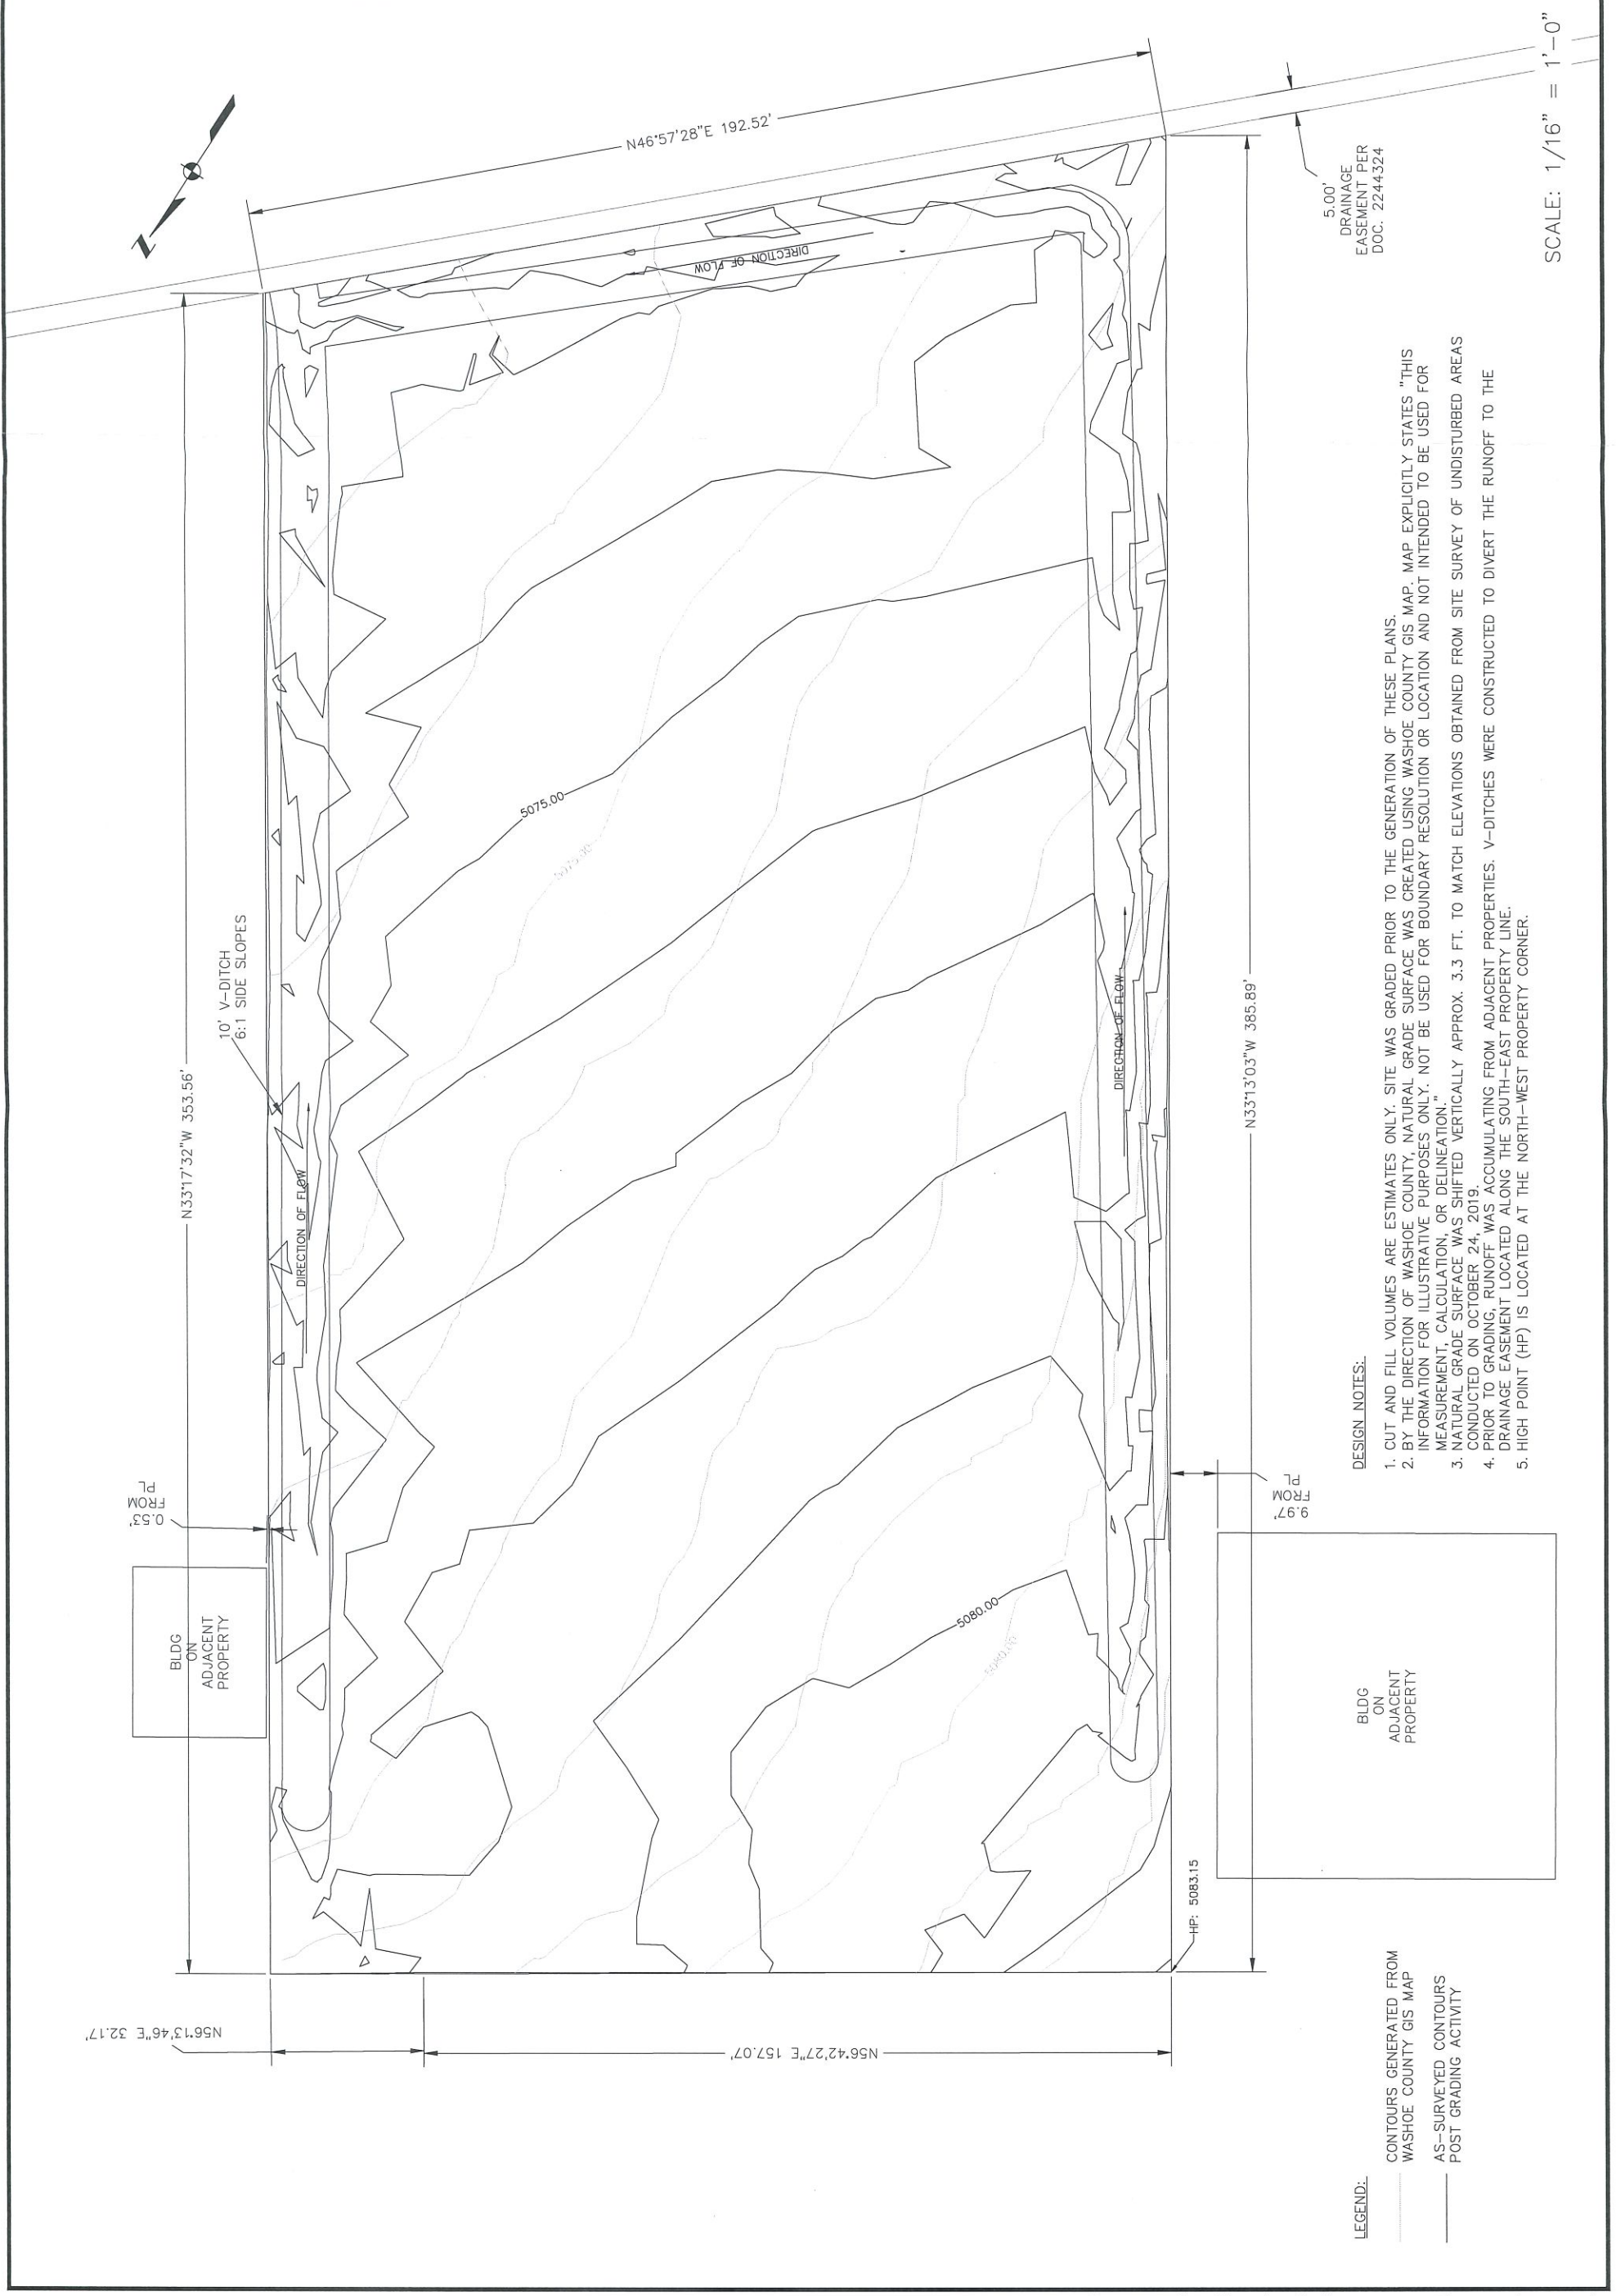 N
N46°57'28"E 192.52'
DIRECTION OF FLOW
5.00'
DRAINAGE
EASEMENT PER
DOC. 2244324
N33°17'32"W 353.56'
10' V-DITCH
6:1 SIDE SLOPES
DIRECTION OF FLOW
5075.00
5075.00
DIRECTION OF FLOW
N33°13'03"W 385.89'
0.53'
FROM
PL
BLDG
ON
ADJACENT
PROPERTY
5080.00
5080.00
9.97'
FROM
PL
BLDG
ON
ADJACENT
PROPERTY
HP: 5083.15
N56°13'46"E 32.17'
N56°42'27"E 157.07'
DESIGN NOTES:
1. CUT AND FILL VOLUMES ARE ESTIMATES ONLY. SITE WAS GRADED PRIOR TO THE GENERATION OF THESE PLANS.
2. BY THE DIRECTION OF WASHOE COUNTY, NATURAL GRADE SURFACE WAS CREATED USING WASHOE COUNTY GIS MAP. MAP EXPLICITLY STATES "THIS
INFORMATION FOR ILLUSTRATIVE PURPOSES ONLY. NOT BE USED FOR BOUNDARY RESOLUTION OR LOCATION AND NOT INTENDED TO BE USED FOR
MEASUREMENT, CALCULATION, OR DELINEATION."
3. NATURAL GRADE SURFACE WAS SHIFTED VERTICALLY APPROX. 3.3 FT. TO MATCH ELEVATIONS OBTAINED FROM SITE SURVEY OF UNDISTURBED AREAS
CONDUCTED ON OCTOBER 24, 2019.
4. PRIOR TO GRADING, RUNOFF WAS ACCUMULATING FROM ADJACENT PROPERTIES. V-DITCHES WERE CONSTRUCTED TO DIVERT THE RUNOFF TO THE
DRAINAGE EASEMENT LOCATED ALONG THE SOUTH-EAST PROPERTY LINE.
5. HIGH POINT (HP) IS LOCATED AT THE NORTH-WEST PROPERTY CORNER.
LEGEND:
CONTOURS GENERATED FROM
WASHOE COUNTY GIS MAP
AS-SURVEYED CONTOURS
POST GRADING ACTIVITY
SCALE: 1/16" = 1'-0"